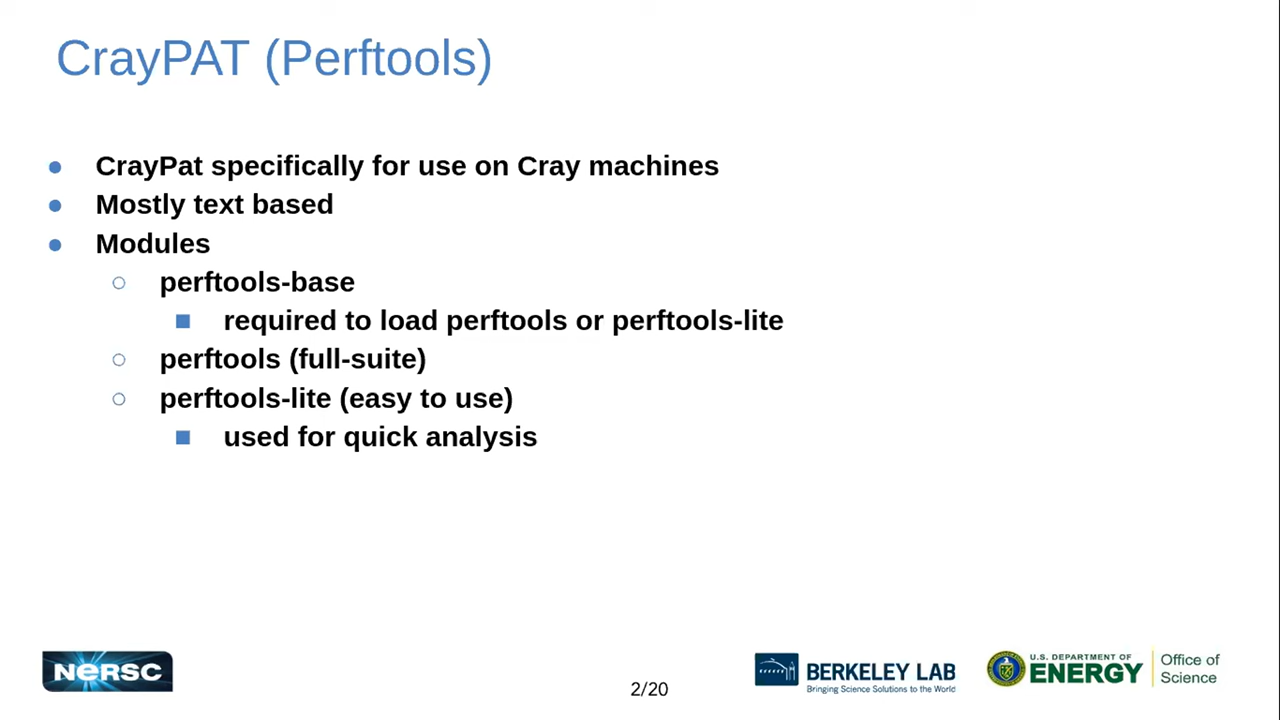 CrayPAT (Perftools)
● CrayPat specifically for use on Cray machines
● Mostly text based
● Modules
○ perftools-base
■ required to load perftools or perftools-lite
○ perftools (full-suite)
○ perftools-lite (easy to use)
■ used for quick analysis
NERSC
2/20
BERKELEY LAB
Bringing Science Solutions to the World
U.S. DEPARTMENT OF
ENERGY
Office of
Science